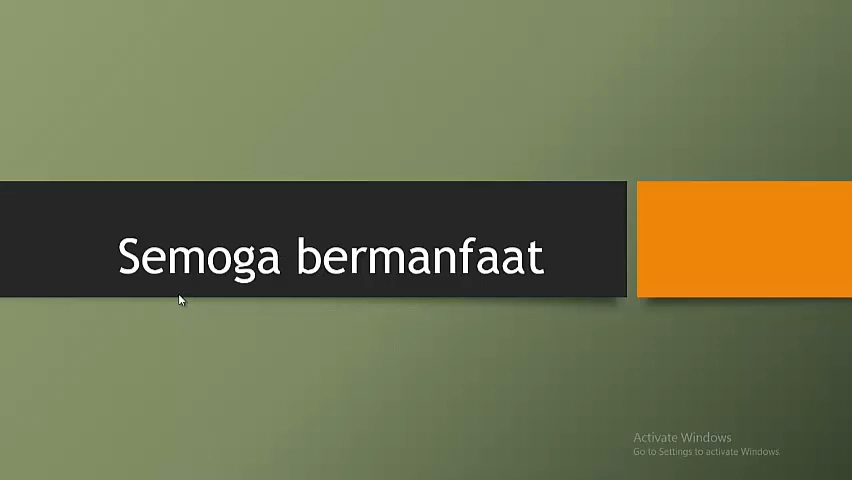 Semoga bermanfaat
Activate Windows
Go to Settings to activate Windows.